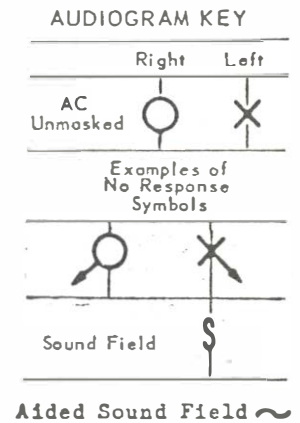 AUDIOGRAM KEY
Right Left
AC
Unmasked
Examples of
No Response
Symbols
Sound Field S
Aided Sound Field ~